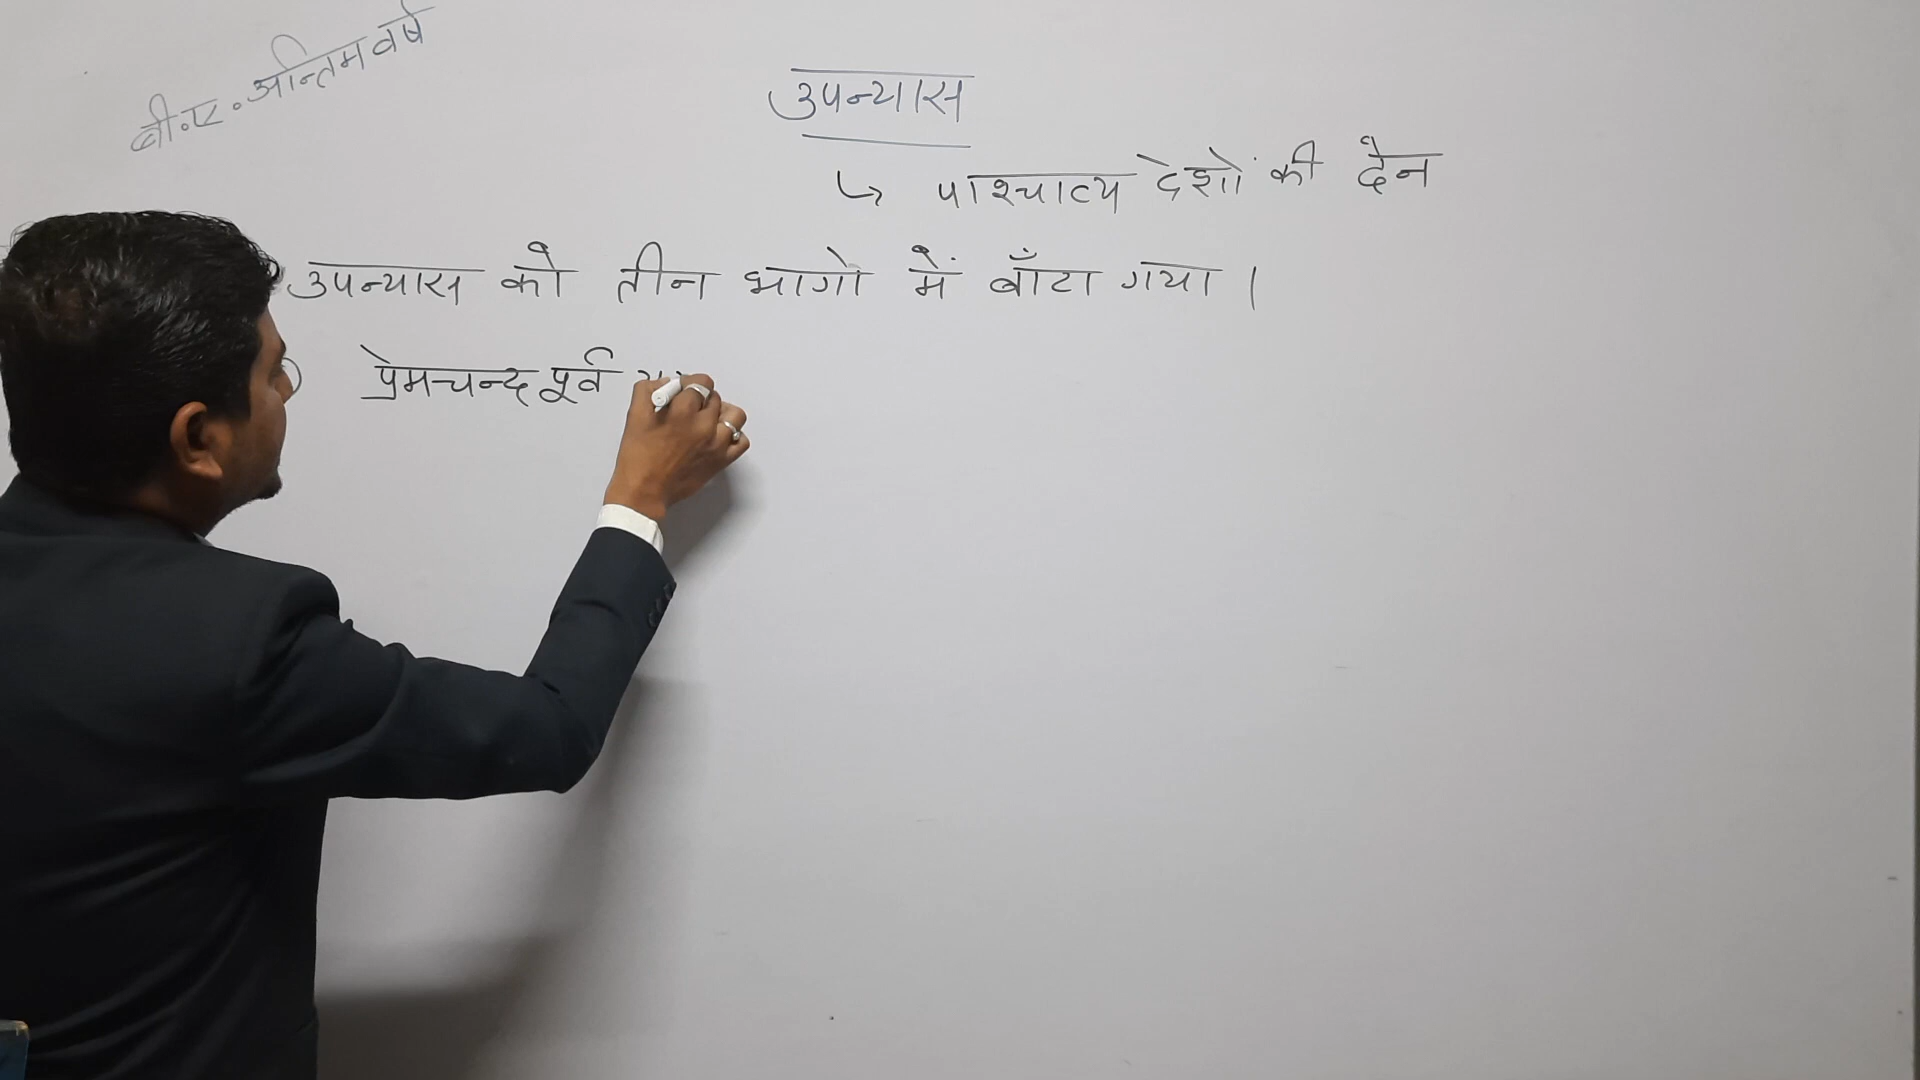 बी.ए. अन्तिम वर्ष
उपन्यास
↳ पाश्चात्य देशों की देन
उपन्यास को तीन भागो में बाँटा गया।
प्रेमचन्द पूर्व